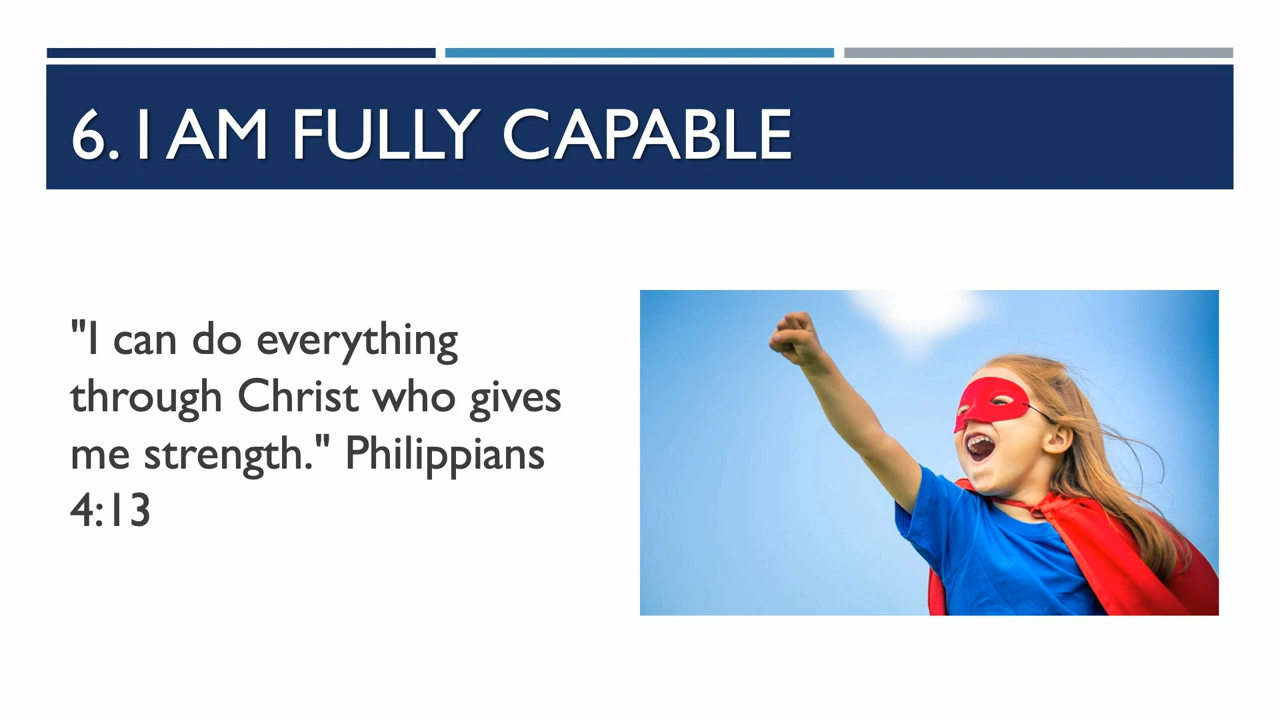 6. I AM FULLY CAPABLE
"I can do everything
through Christ who gives
me strength." Philippians
4:13